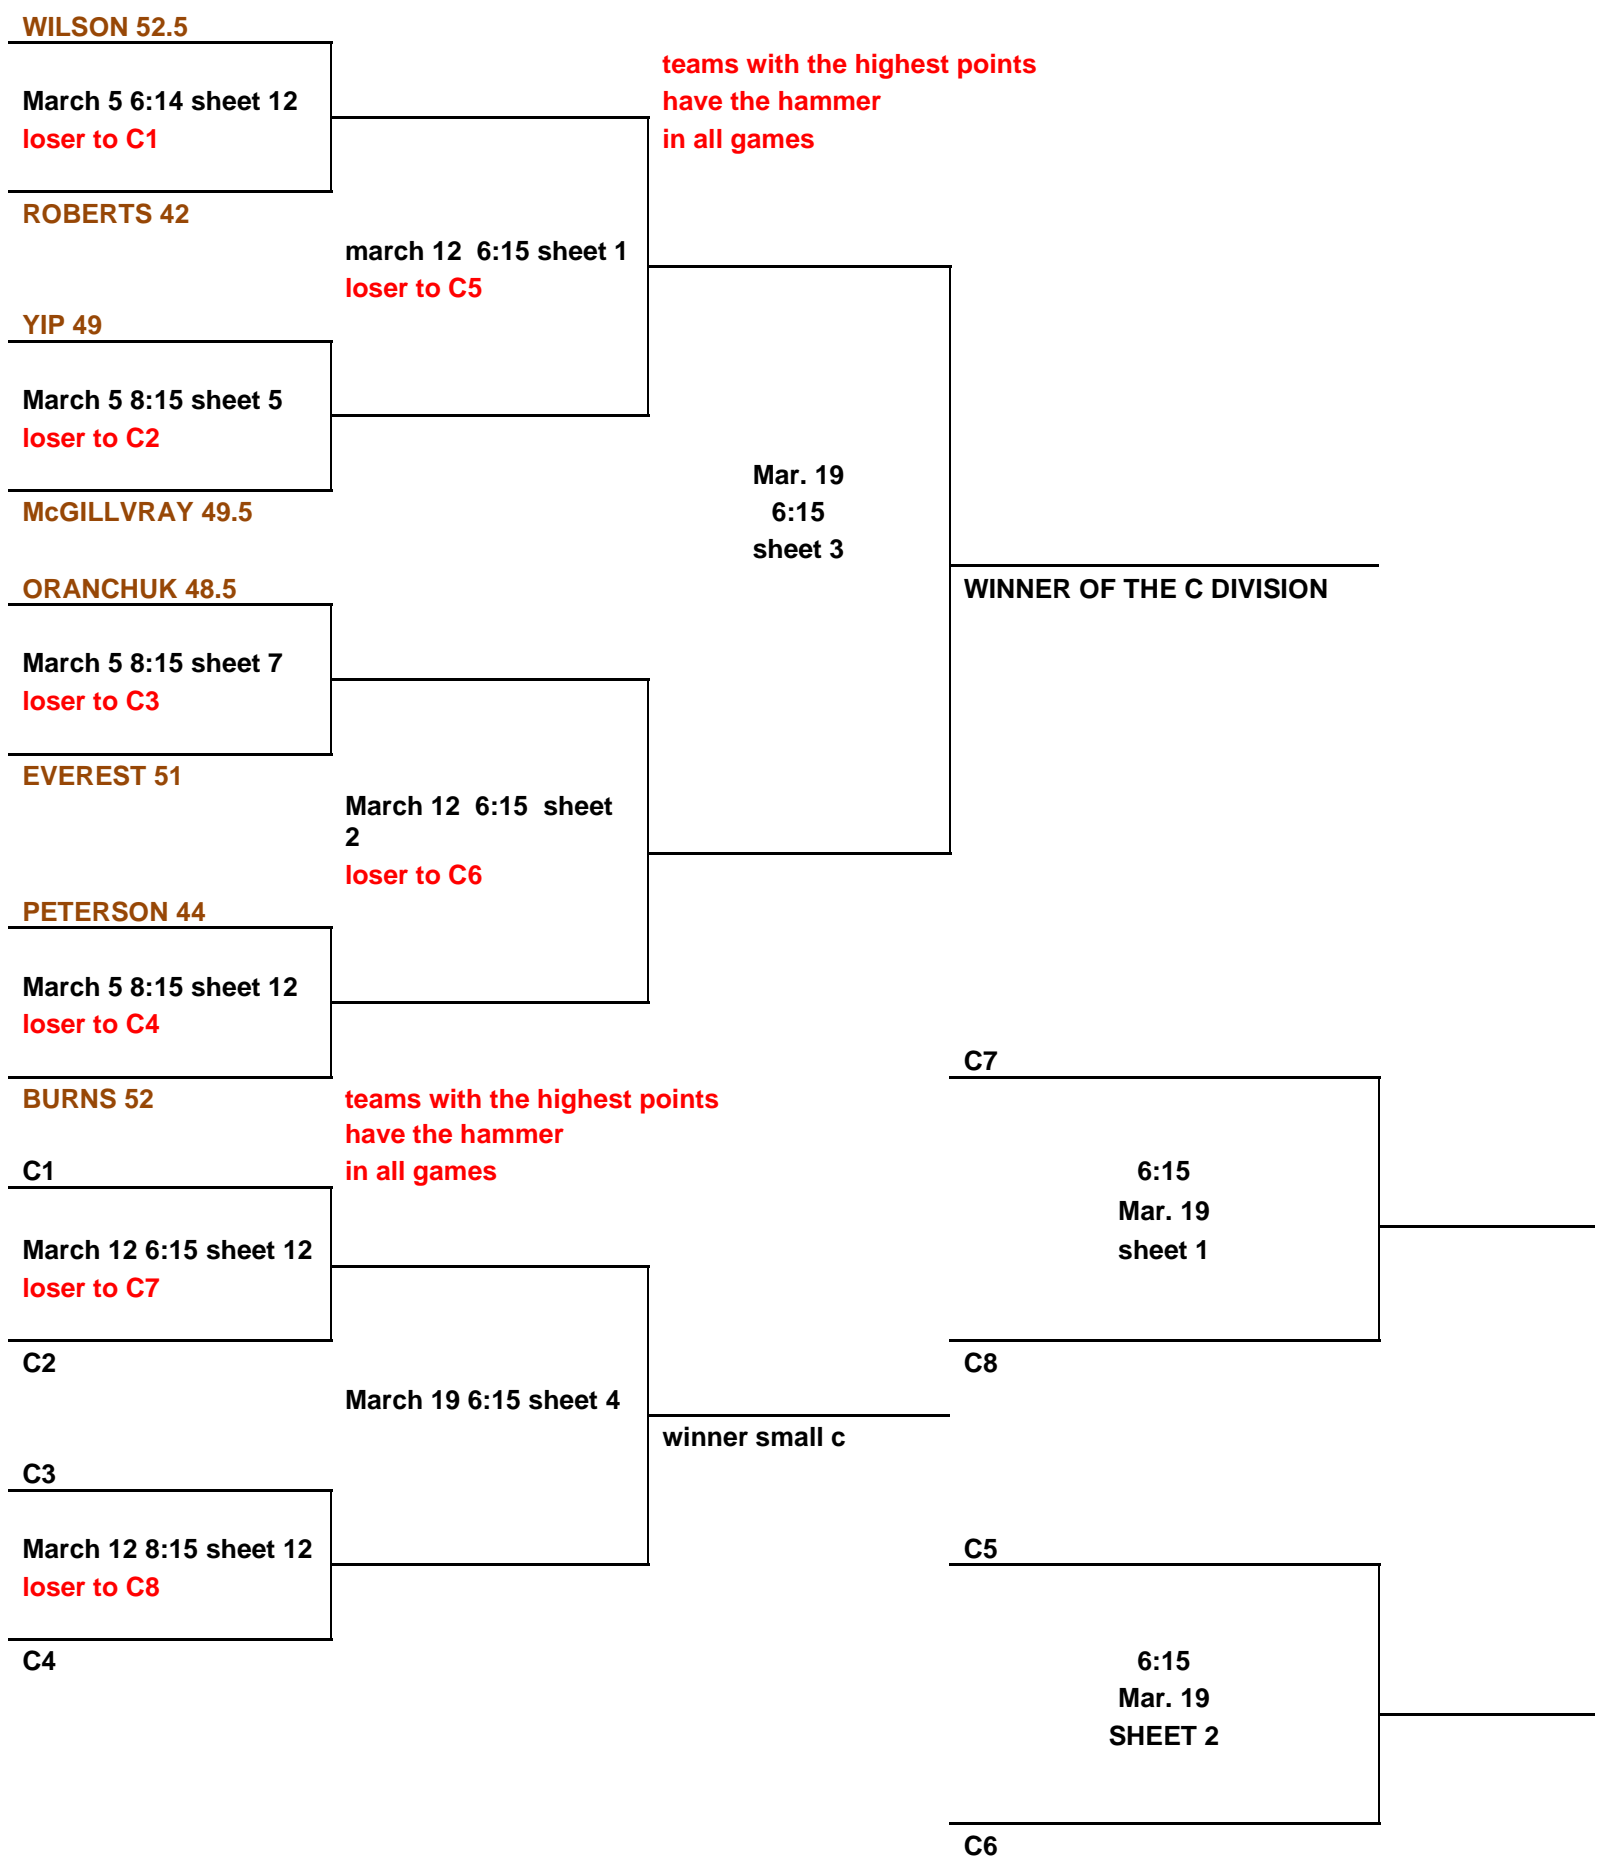 WILSON 52.5
teams with the highest points
March 5 6:14 sheet 12
have the hammer
loser to C1
in all games
ROBERTS 42
march 12  6:15 sheet 1
loser to C5
YIP 49
March 5 8:15 sheet 5
loser to C2
Mar. 19
McGILLVRAY 49.5
6:15
sheet 3
ORANCHUK 48.5
WINNER OF THE C DIVISION
March 5 8:15 sheet 7
loser to C3
EVEREST 51
March 12  6:15  sheet
2
loser to C6
PETERSON 44
March 5 8:15 sheet 12
loser to C4
C7
BURNS 52
teams with the highest points
have the hammer
C1
in all games
6:15
Mar. 19
March 12 6:15 sheet 12
sheet 1
loser to C7
C2
C8
March 19 6:15 sheet 4
winner small c
C3
March 12 8:15 sheet 12
C5
loser to C8
C4
6:15
Mar. 19
SHEET 2
C6